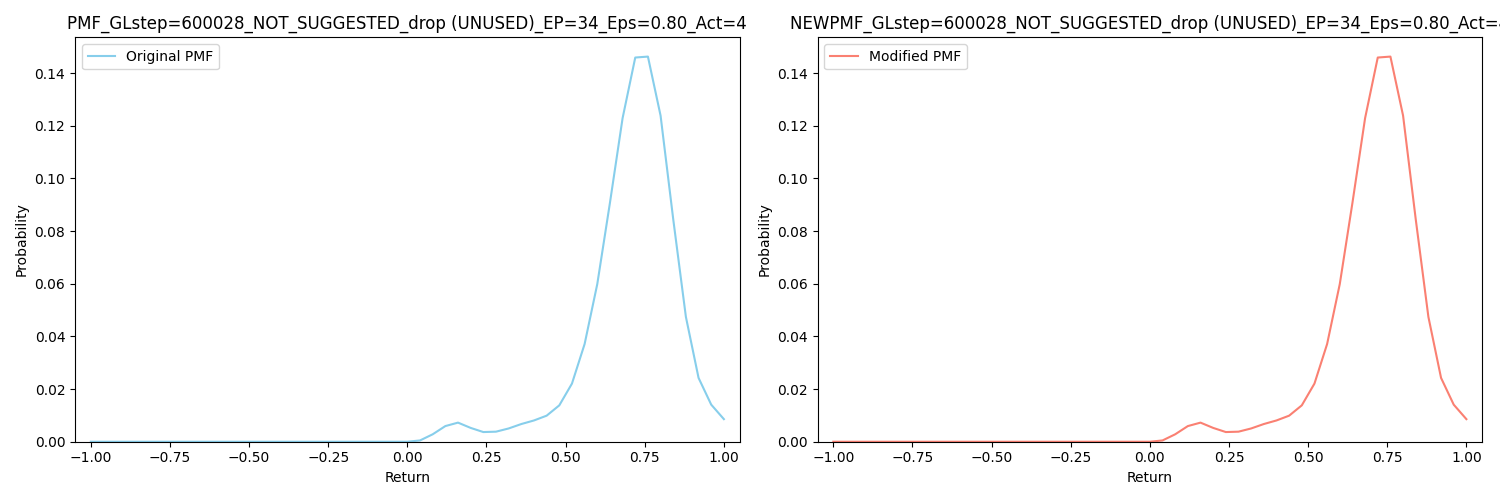 PMF_GLstep=600028_NOT_SUGGESTED_drop (UNUSED)_EP=34_Eps=0.80_Act=4
Original PMF
0.14
0.12
0.10
0.08
0.06
0.04
0.02
0.00
Probability
−1.00 −0.75 −0.50 −0.25 0.00 0.25 0.50 0.75 1.00
Return
NEWPMF_GLstep=600028_NOT_SUGGESTED_drop (UNUSED)_EP=34_Eps=0.80_Act=
Modified PMF
0.14
0.12
0.10
0.08
0.06
0.04
0.02
0.00
Probability
−1.00 −0.75 −0.50 −0.25 0.00 0.25 0.50 0.75 1.00
Return